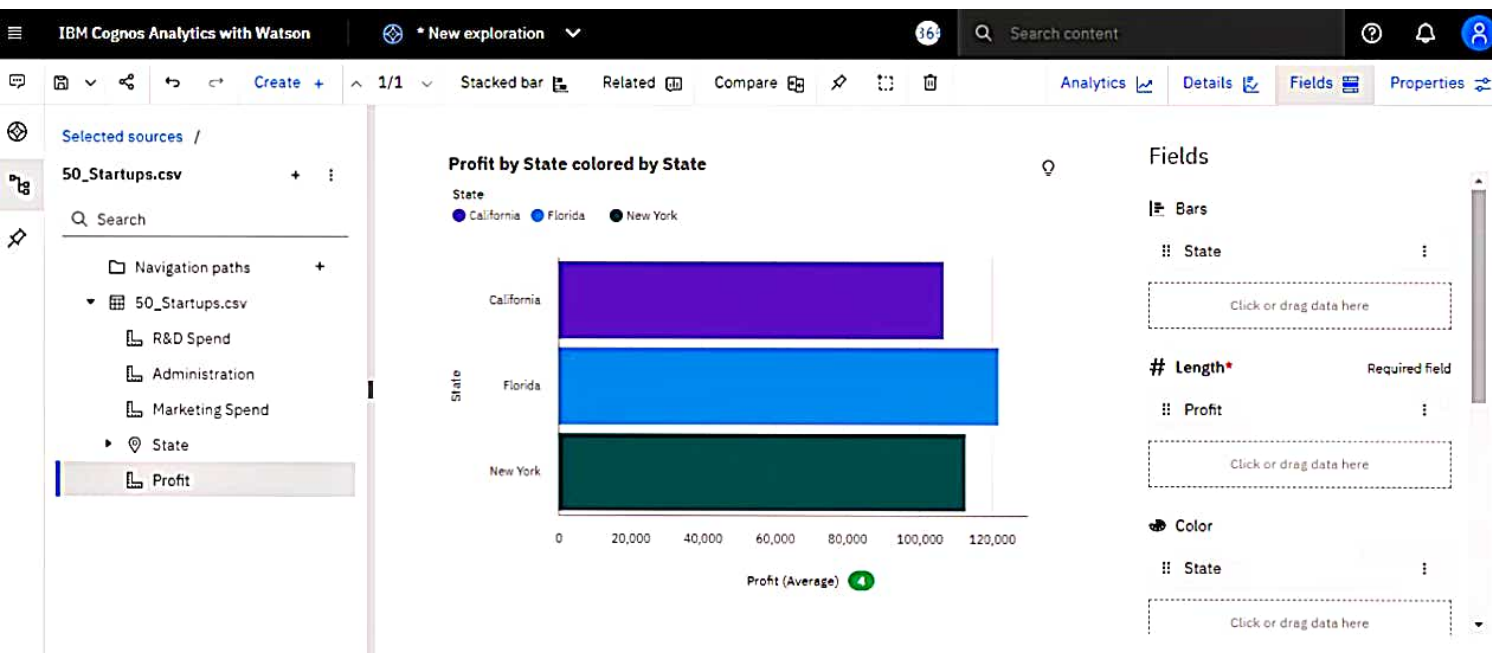 IBM Cognos Analytics with Watson
* New exploration
Search content
Create +
1/1
Stacked bar
Related
Compare
Analytics
Details
Fields
Properties
Selected sources /
50_Startups.csv
Search
Navigation paths
50_Startups.csv
R&D Spend
Administration
Marketing Spend
State
Profit
Profit by State colored by State
State
California Florida New York
California
Florida
New York
State
0 20,000 40,000 60,000 80,000 100,000 120,000
Profit (Average) 4
Fields
Bars
State
Click or drag data here
# Length* Required field
Profit
Click or drag data here
Color
State
Click or drag data here